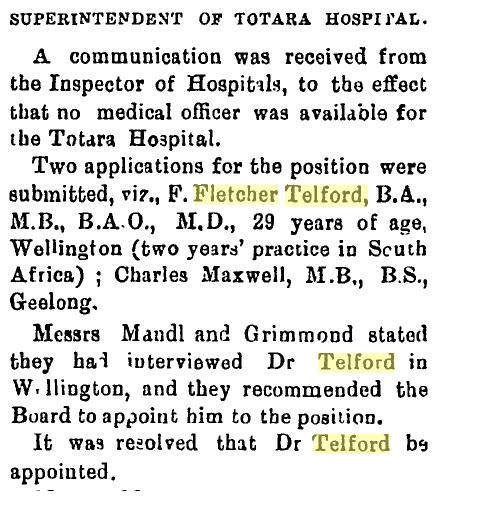 SUPERINTENDENT OF TOTARA HOSPITAL.
A communication was received from
the Inspector of Hospitals, to the effect
that no medical officer was available for
the Totara Hospital.
Two applications for the position were
submitted, viz., F. Fletcher Telford, B.A.,
M.B., B.A.O., M.D., 29 years of age,
Wellington (two years' practice in South
Africa) ; Charles Maxwell, M.B., B.S.,
Geelong.
Messrs Mandl and Grimmond stated
they had interviewed Dr Telford in
Wellington, and they recommended the
Board to appoint him to the position.
It was resolved that Dr Telford be
appointed.